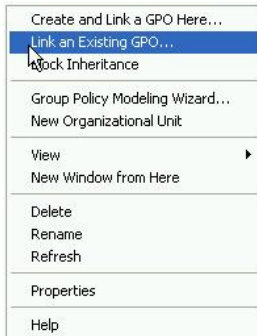 Create and Link a GPO Here...
Link an Existing GPO...
Block Inheritance
Group Policy Modeling Wizard...
New Organizational Unit
View
New Window from Here
Delete
Rename
Refresh
Properties
Help